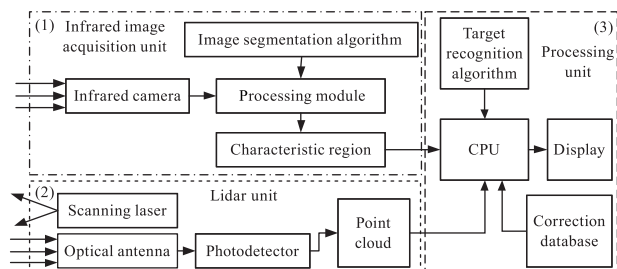 (1) Infrared image
acquisition unit
Image segmentation algorithm
Infrared camera
Processing module
Characteristic region
(2)
Lidar unit
Scanning laser
Optical antenna
Photodetector
Point
cloud
(3)
Target
recognition
algorithm
Processing
unit
CPU
Display
Correction
database